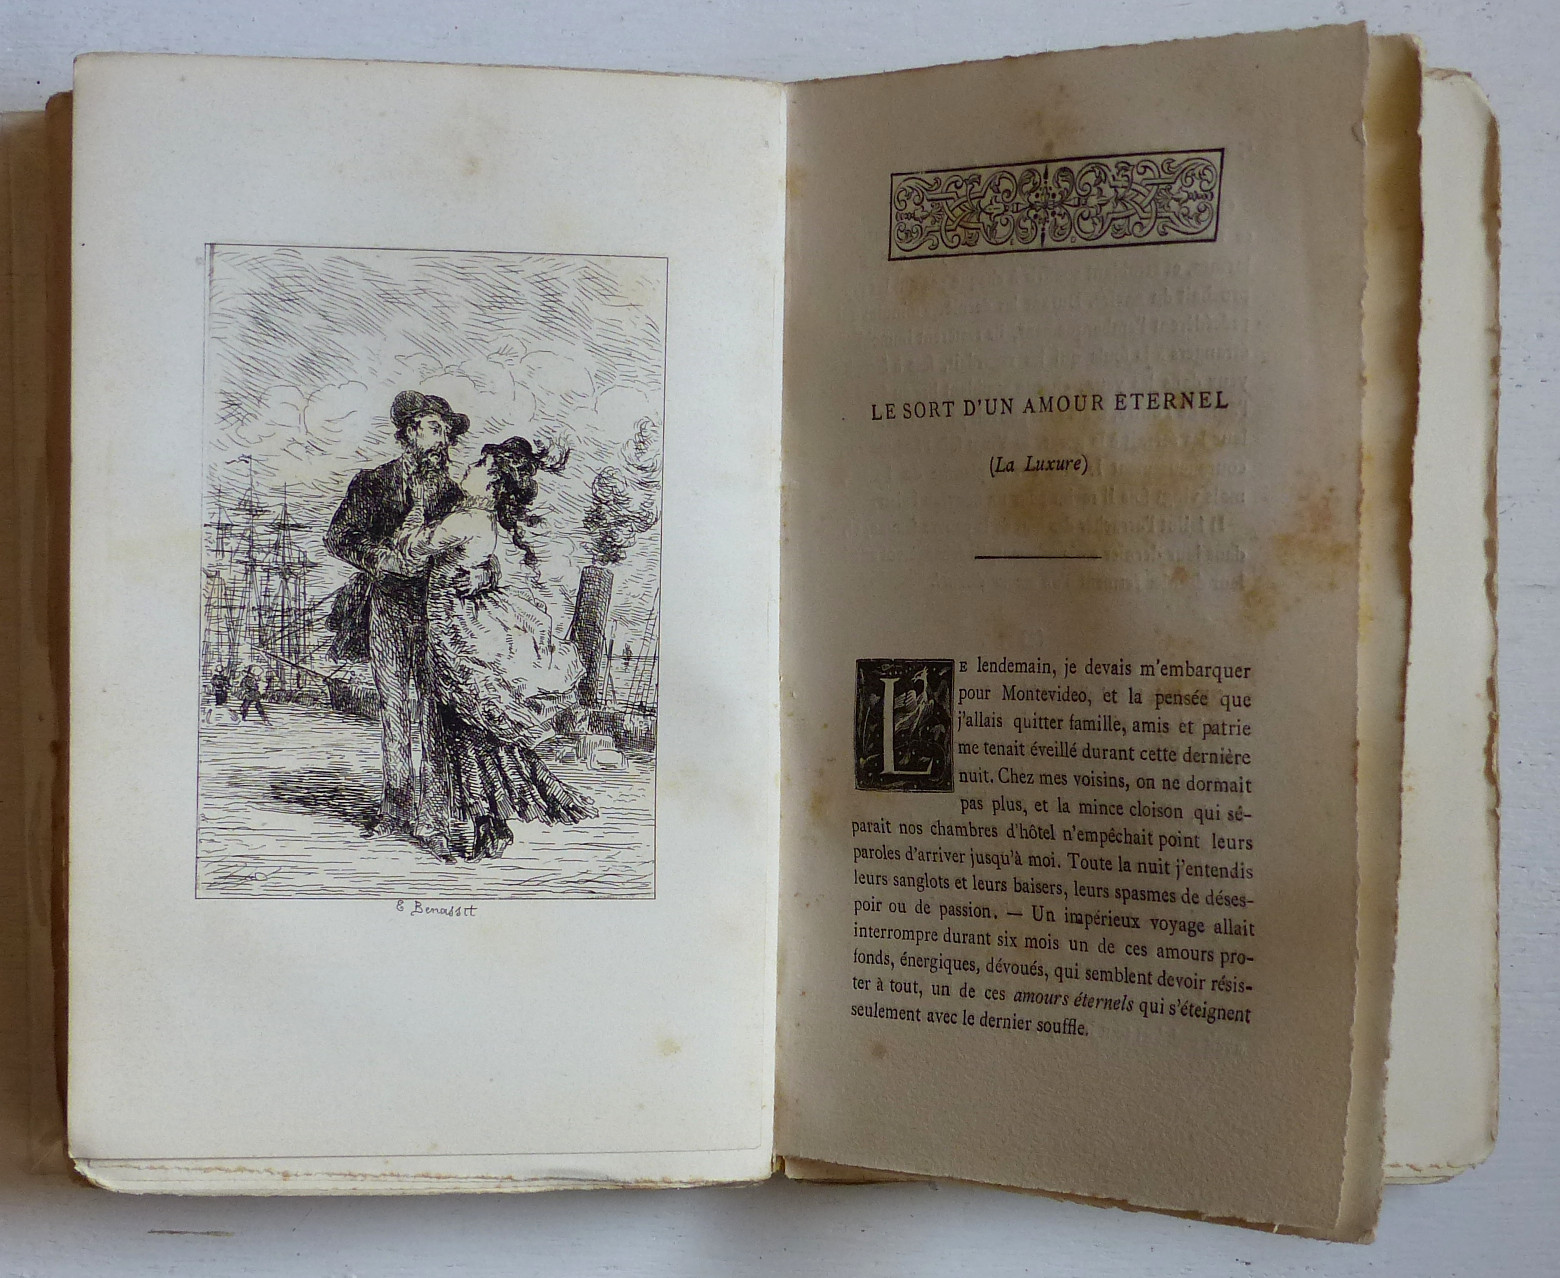 E Benassit
LE SORT D'UN AMOUR ÉTERNEL
(La Luxure)
LE lendemain, je devais m'embarquer
pour Montevideo, et la pensée que
j'allais quitter famille, amis et patrie
me tenait éveillé durant cette dernière
nuit. Chez mes voisins, on ne dormait
pas plus, et la mince cloison qui sé-
parait nos chambres d'hôtel n'empêchait point leurs
paroles d'arriver jusqu'à moi. Toute la nuit j'entendis
leurs sanglots et leurs baisers, leurs spasmes de déses-
poir ou de passion. — Un impérieux voyage allait
interrompre durant six mois un de ces amours pro-
fonds, énergiques, dévoués, qui semblent devoir résis-
ter à tout, un de ces amours éternels qui s'éteignent
seulement avec le dernier souffle.